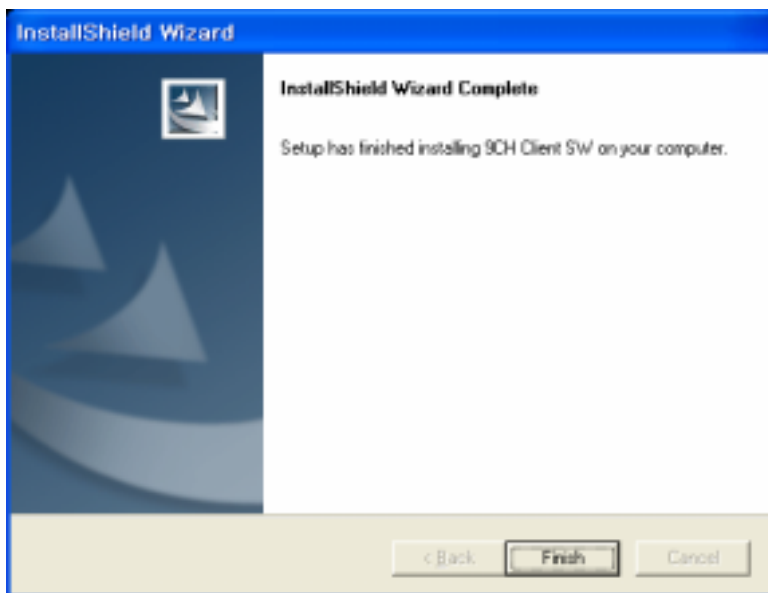 InstallShield Wizard
InstallShield Wizard Complete
Setup has finished installing 9CH Client SW on your computer.
< Back
Finish
Cancel